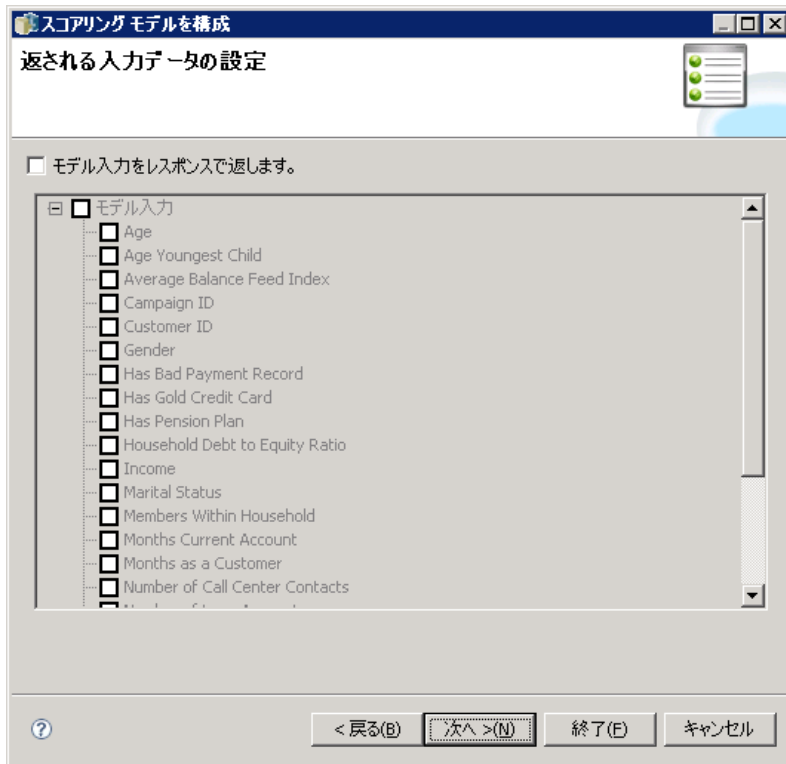 スコアリング モデルを構成
返される入力データの設定
モデル入力をレスポンスで返します。
モデル入力
Age
Age Youngest Child
Average Balance Feed Index
Campaign ID
Customer ID
Gender
Has Bad Payment Record
Has Gold Credit Card
Has Pension Plan
Household Debt to Equity Ratio
Income
Marital Status
Members Within Household
Months Current Account
Months as a Customer
Number of Call Center Contacts
?
< 戻る(B) 次へ >(N) 終了(F) キャンセル